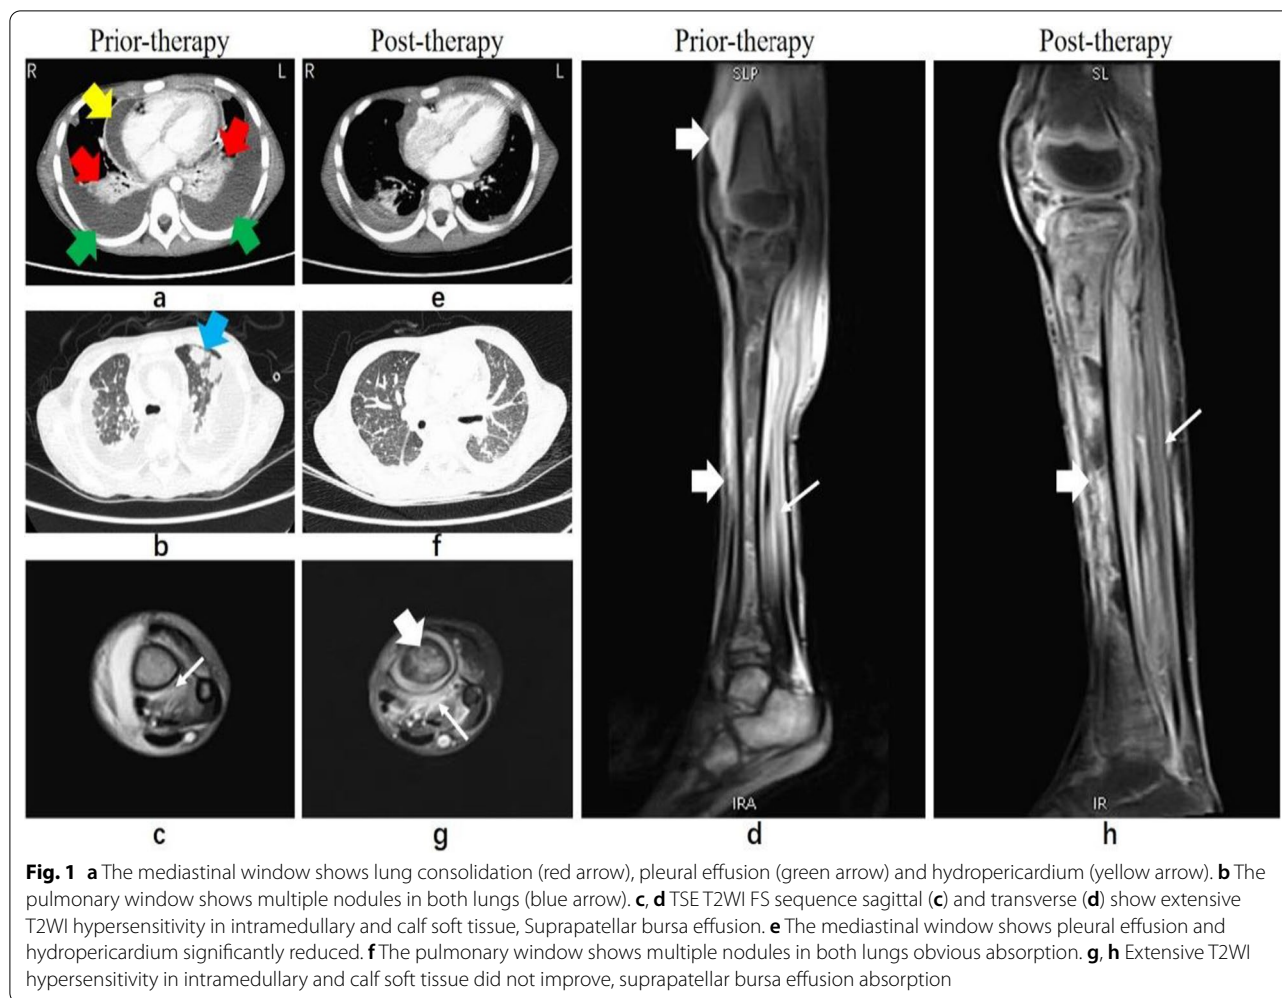 Prior-therapy Post-therapy Prior-therapy Post-therapy
R L R L SLP SL
a e
b f
IRA IR
c g d h
Fig. 1 a The mediastinal window shows lung consolidation (red arrow), pleural effusion (green arrow) and hydropericardium (yellow arrow). b The
pulmonary window shows multiple nodules in both lungs (blue arrow). c, d TSE T2WI FS sequence sagittal (c) and transverse (d) show extensive
T2WI hypersensitivity in intramedullary and calf soft tissue, Suprapatellar bursa effusion. e The mediastinal window shows pleural effusion and
hydropericardium significantly reduced. f The pulmonary window shows multiple nodules in both lungs obvious absorption. g, h Extensive T2WI
hypersensitivity in intramedullary and calf soft tissue did not improve, suprapatellar bursa effusion absorption